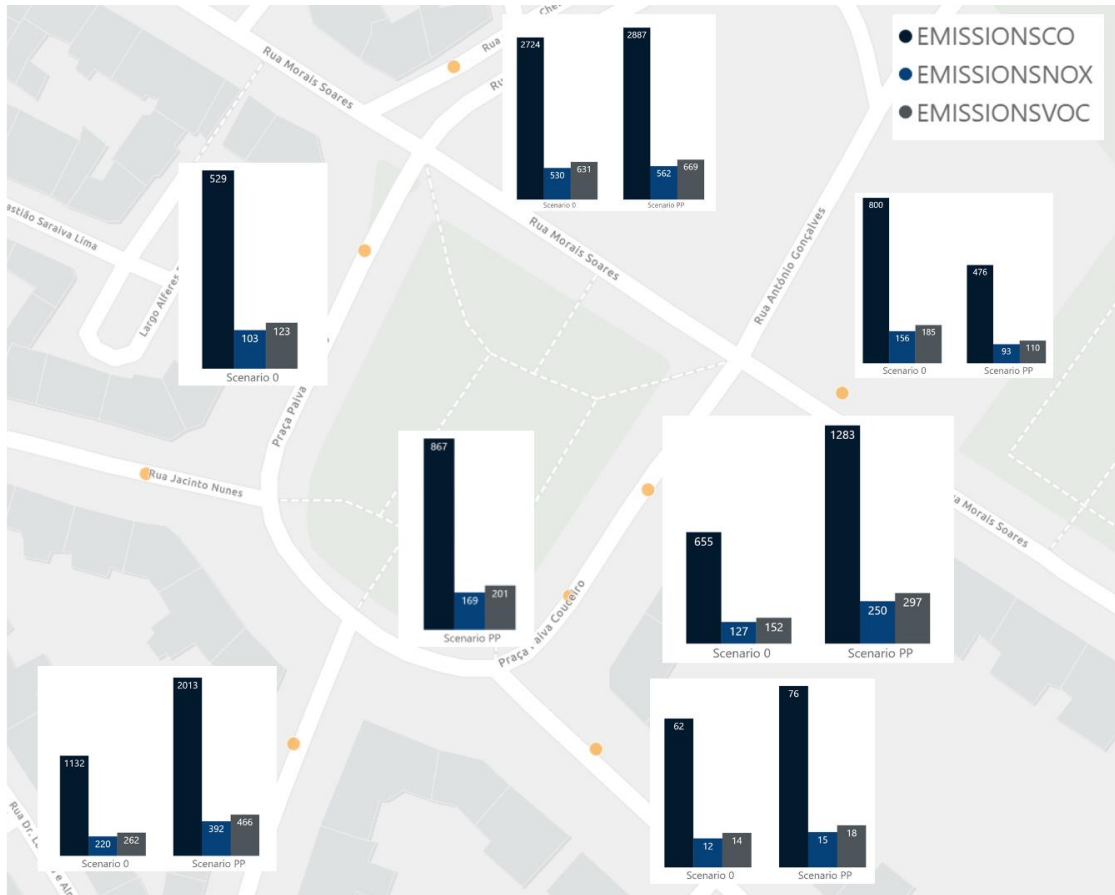 EMISSIONSCO
EMISSIONSNOX
EMISSIONSVOC
Rua Morais Soares
Rua
2724
530
631
Scenario 0
2887
562
669
Scenario PP
529
103
123
Scenario 0
Saraiva Lima
Largo Alferes
Praça Paiva
Rua Morais Soares
Rua António Gonçalves
800
156
185
Scenario 0
476
93
110
Scenario PP
Rua Jacinto Nunes
867
169
201
Scenario PP
655
127
152
Scenario 0
1283
250
297
Scenario PP
Morais Soares
Praça Paiva Couceiro
1132
220
262
Scenario 0
2013
392
466
Scenario PP
62
12
14
Scenario 0
76
15
18
Scenario PP
Rua Dr.